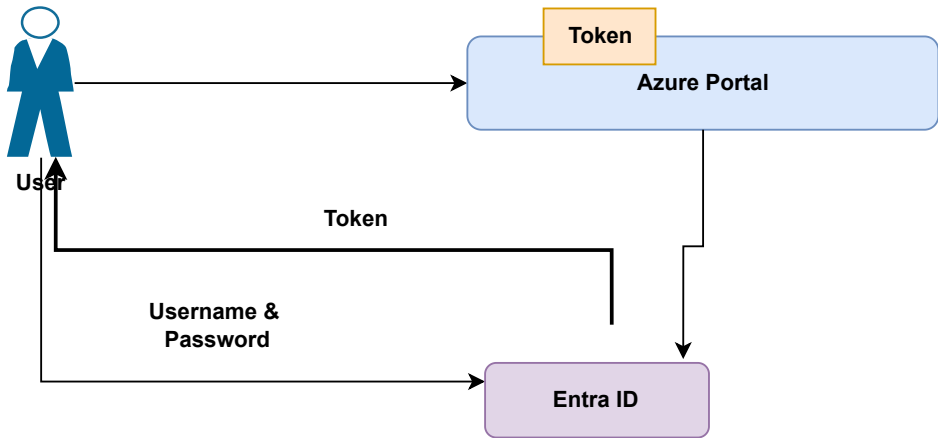 Token
Azure Portal
User
Token
Username &
Password
Entra ID